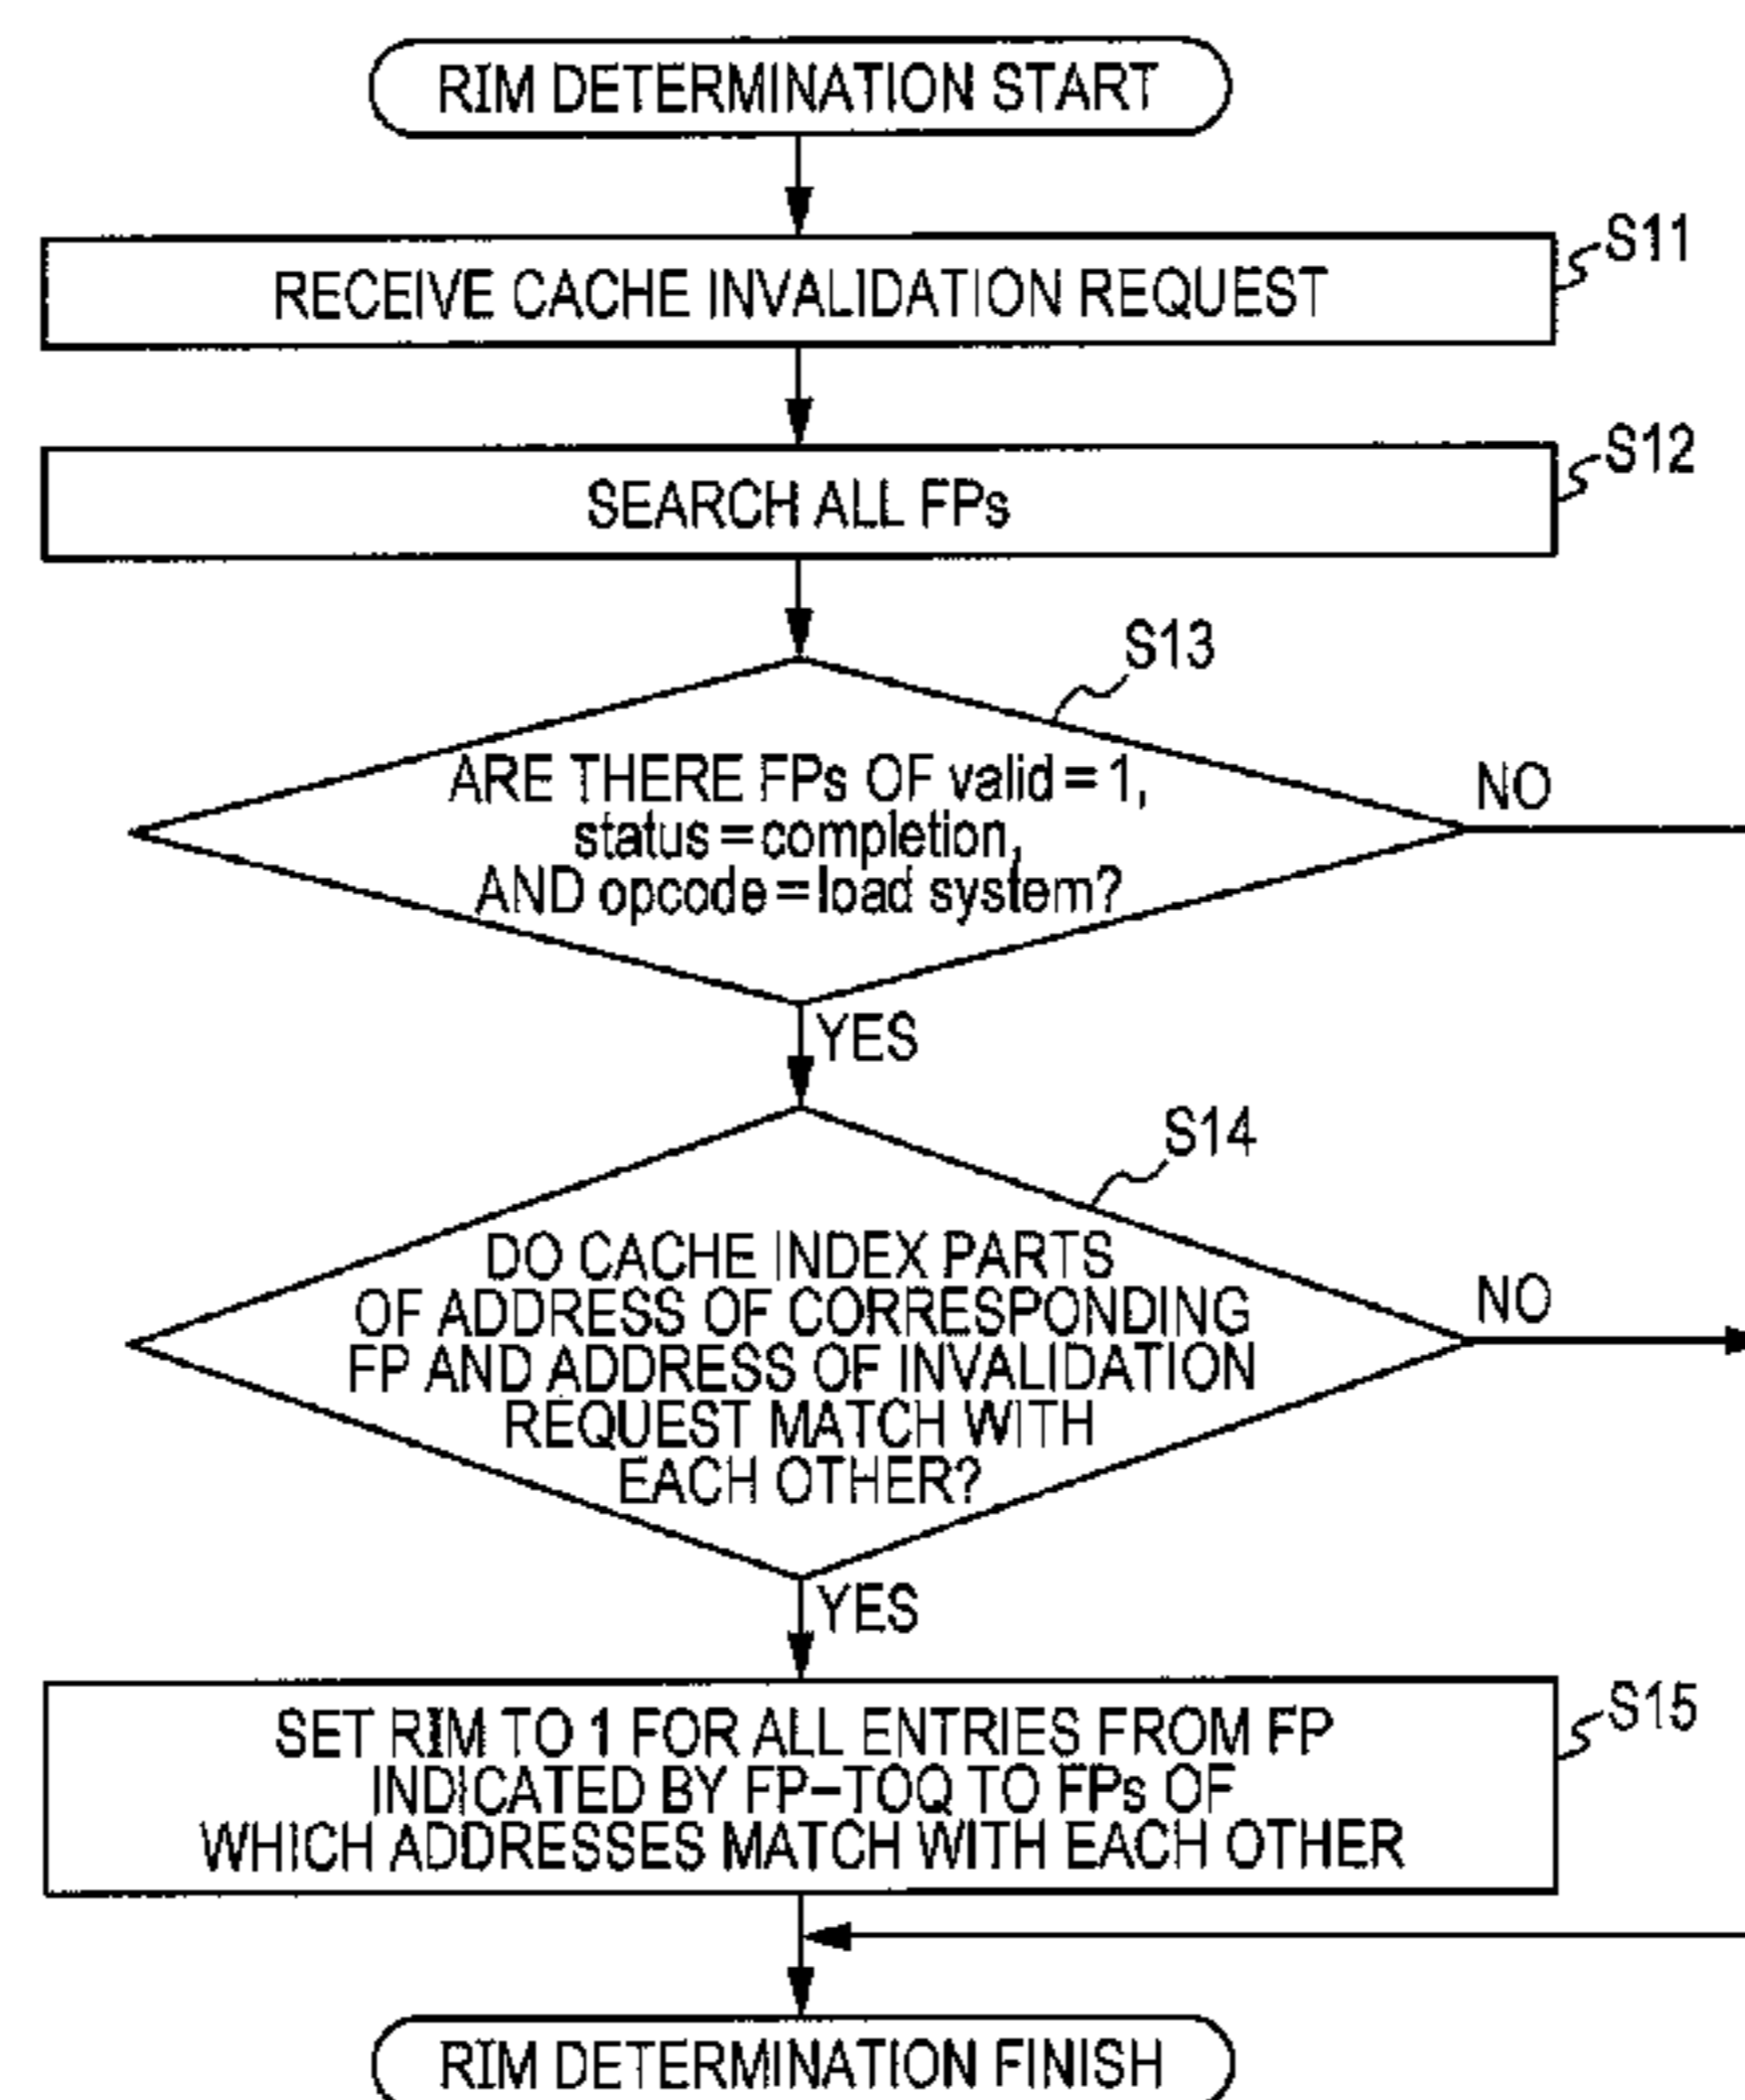 RIM DETERMINATION START
S11
RECEIVE CACHE INVALIDATION REQUEST
S12
SEARCH ALL FPs
S13
ARE THERE FPs OF valid = 1,
status = completion,
AND opcode = load system?
NO
YES
S14
DO CACHE INDEX PARTS
OF ADDRESS OF CORRESPONDING
FP AND ADDRESS OF INVALIDATION
REQUEST MATCH WITH
EACH OTHER?
NO
YES
S15
SET RIM TO 1 FOR ALL ENTRIES FROM FP
INDICATED BY FP-TOQ TO FPs OF
WHICH ADDRESSES MATCH WITH EACH OTHER
RIM DETERMINATION FINISH